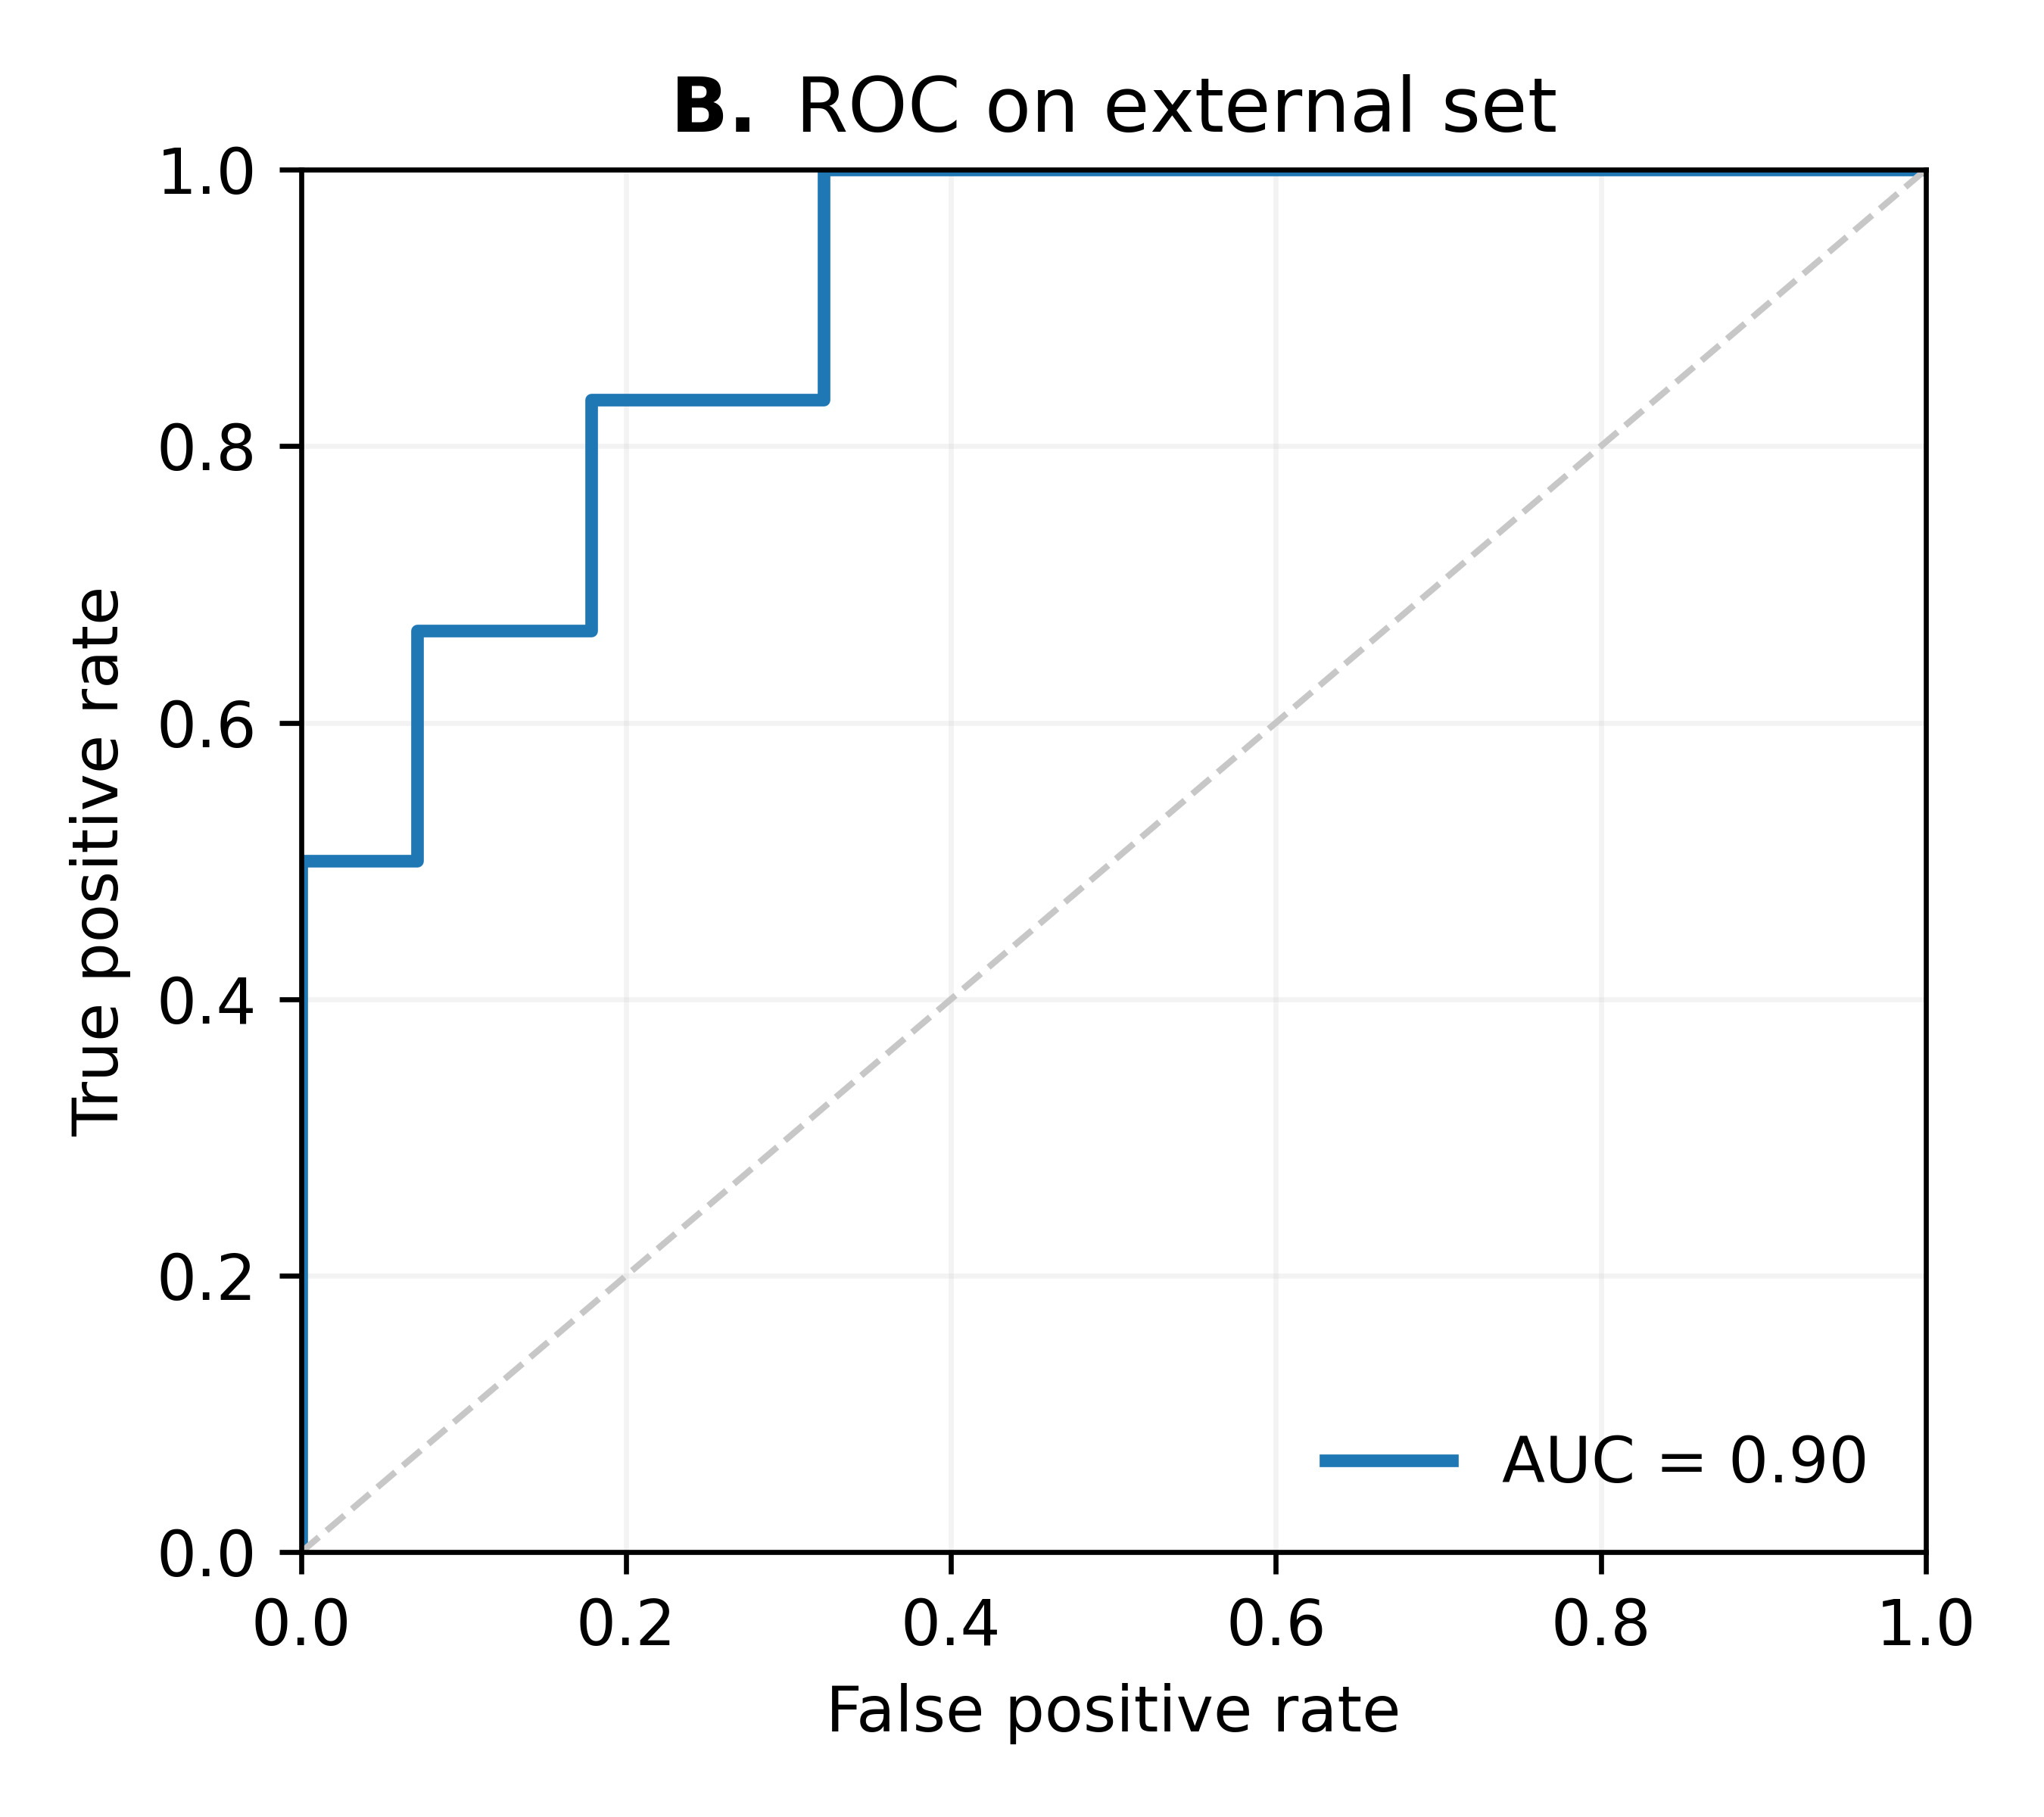 B. ROC on external set
True positive rate
1.0
0.8
0.6
0.4
0.2
0.0
AUC = 0.90
0.0 0.2 0.4 0.6 0.8 1.0
False positive rate